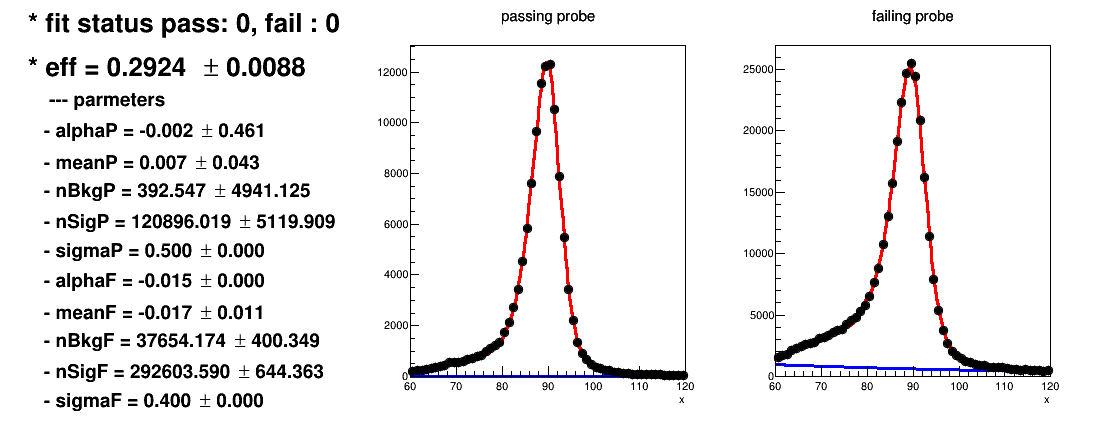 * fit status pass: 0, fail : 0
* eff = 0.2924 ± 0.0088
--- parmeters
- alphaP = -0.002 ± 0.461
- meanP = 0.007 ± 0.043
- nBkgP = 392.547 ± 4941.125
- nSigP = 120896.019 ± 5119.909
- sigmaP = 0.500 ± 0.000
- alphaF = -0.015 ± 0.000
- meanF = -0.017 ± 0.011
- nBkgF = 37654.174 ± 400.349
- nSigF = 292603.590 ± 644.363
- sigmaF = 0.400 ± 0.000
passing probe
12000
10000
8000
6000
4000
2000
0
60 70 80 90 100 110 120
x
failing probe
25000
20000
15000
10000
5000
0
60 70 80 90 100 110 120
x